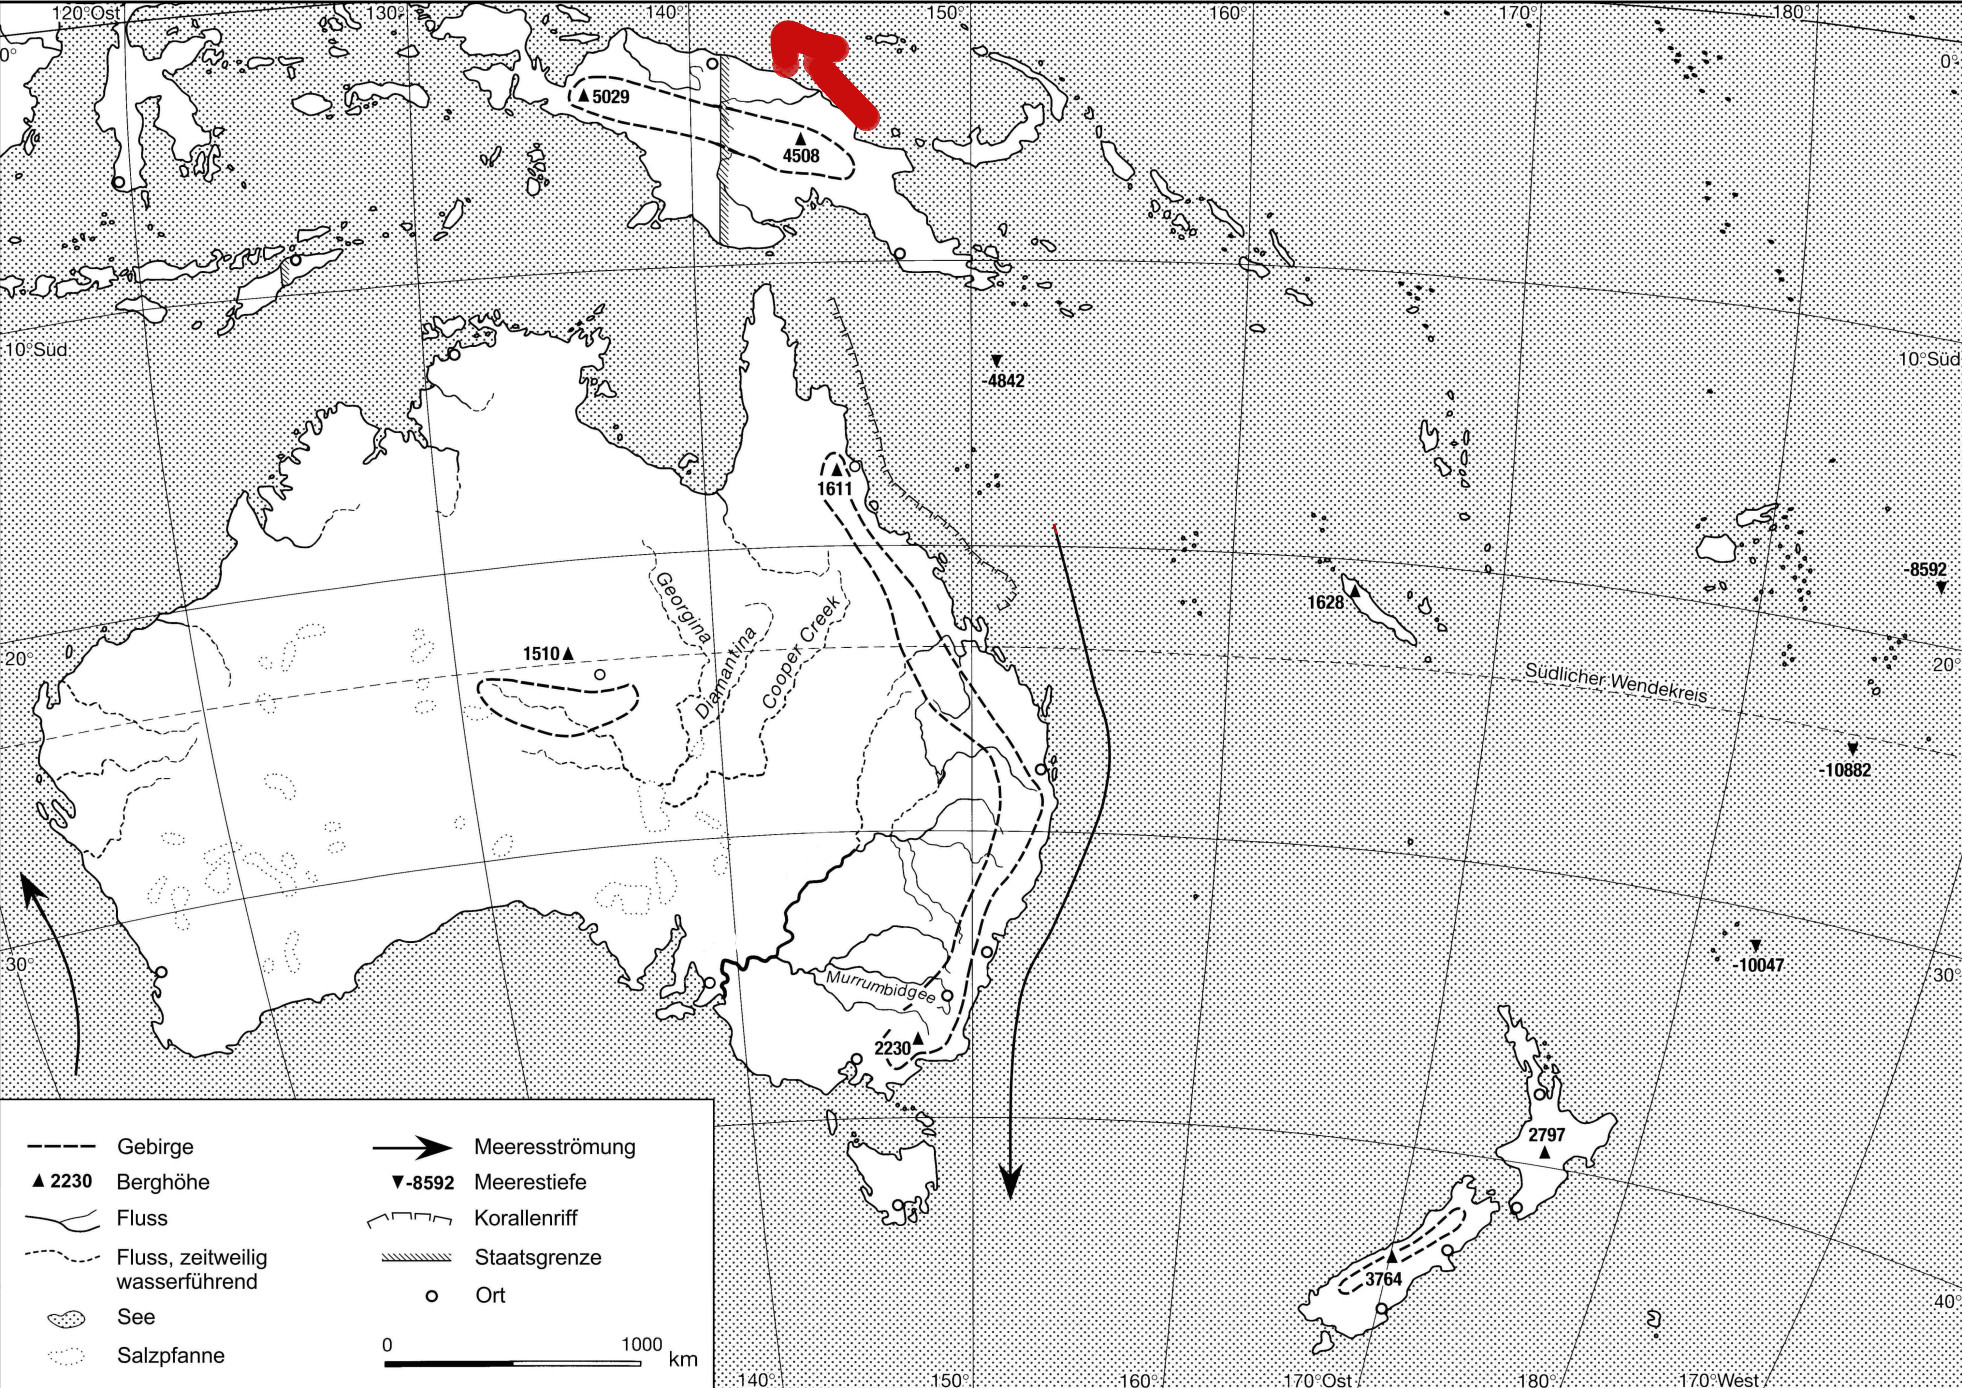 120°Ost
130°
140°
150°
160°
170°
180°
0°
0°
5029
4508
10°Süd
10°Süd
-4842
1611
-8592
1628
Georgina
Diamantina
Cooper Creek
1510
20°
20°
Südlicher Wendekreis
-10882
-10047
30°
30°
Murrumbidgee
2230
2797
3764
40°
Gebirge
2230 Berghöhe
Fluss
Fluss, zeitweilig
wasserführend
See
Salzpfanne
Meeresströmung
-8592 Meerestiefe
Korallenriff
Staatsgrenze
Ort
0 1000 km
140°
150°
160°
170°Ost
180°
170°West